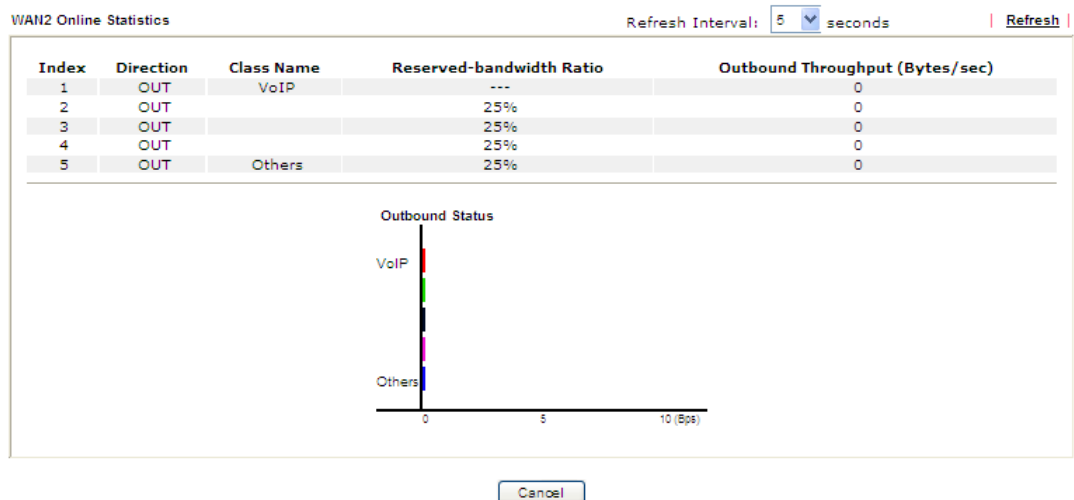 WAN2 Online Statistics Refresh Interval: 5 seconds | Refresh |
Index Direction Class Name Reserved-bandwidth Ratio Outbound Throughput (Bytes/sec)
1 OUT VoIP --- 0
2 OUT 25% 0
3 OUT 25% 0
4 OUT 25% 0
5 OUT Others 25% 0
Outbound Status
VoIP
Others
0 5 10 (Bps)
Cancel